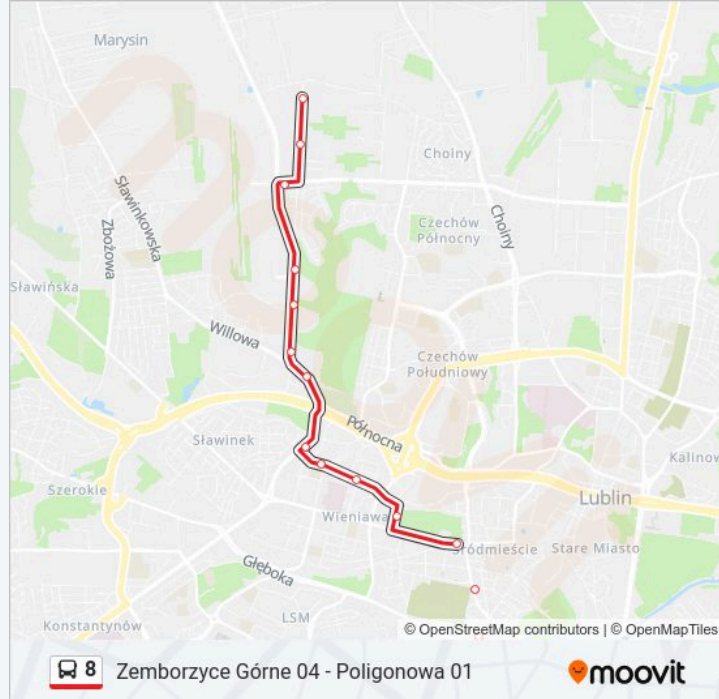 Marysin
Choiny
Sławinkowska
Zbożowa
Choiny
Czechów
Północny
Sławińska
Willowa
Czechów
Południowy
Północna
Sławinek
Kalinow
Szerokie
Lublin
Wieniawa
Śródmieście
Stare Miasto
Głęboka
LSM
Konstantynów
© OpenStreetMap contributors | © OpenMapTiles
8
Zemborzyce Górne 04 - Poligonowa 01
moovit